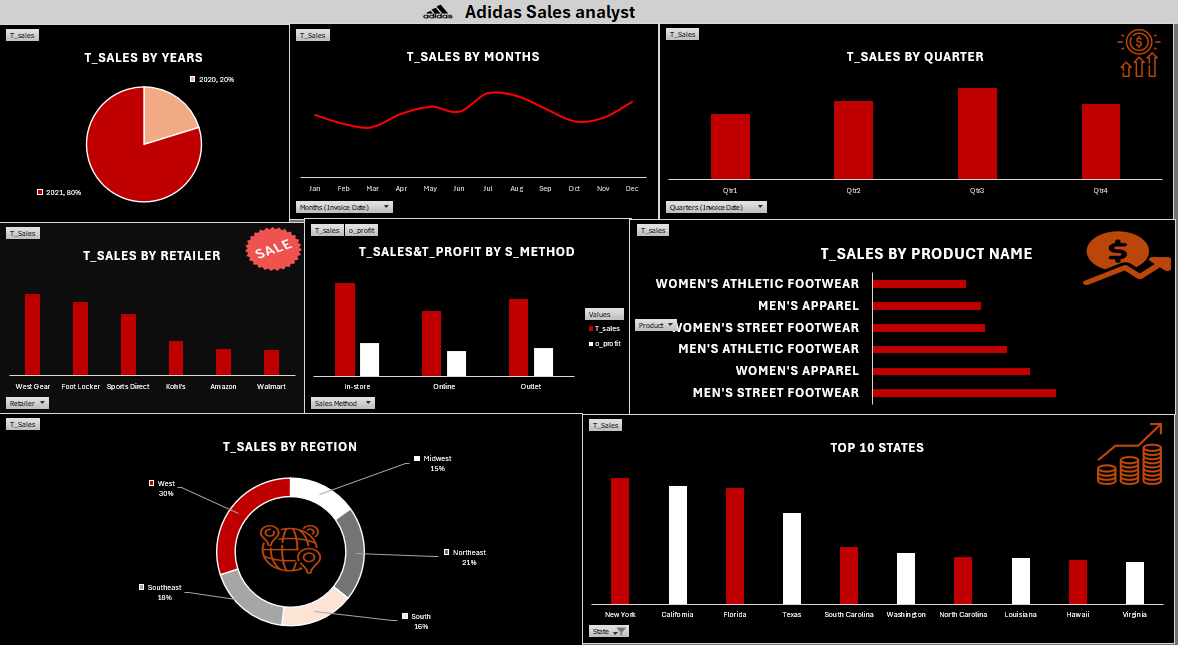 adidas
Adidas Sales analyst
T_sales
T_SALES BY YEARS
2020, 20%
2021, 80%
T_Sales
T_SALES BY MONTHS
Jan Feb Mar Apr May Jun Jul Aug Sep Oct Nov Dec
Months (Invoice Date)
T_Sales
T_SALES BY QUARTER
Qtr1 Qtr2 Qtr3 Qtr4
Quarters (Invoice Date)
T_Sales
T_SALES BY RETAILER
SALE
West Gear Foot Locker Sports Direct Kohl's Amazon Walmart
Retailer
T_sales o_profit
T_SALES&T_PROFIT BY S_METHOD
Values
T_sales
o_profit
In-store Online Outlet
Sales Method
T_sales
T_SALES BY PRODUCT NAME
WOMEN'S ATHLETIC FOOTWEAR
MEN'S APPAREL
Product
WOMEN'S STREET FOOTWEAR
MEN'S ATHLETIC FOOTWEAR
WOMEN'S APPAREL
MEN'S STREET FOOTWEAR
T_Sales
T_SALES BY REGTION
Midwest
15%
West
30%
Northeast
21%
Southeast
18%
South
16%
T_Sales
TOP 10 STATES
New York California Florida Texas South Carolina Washington North Carolina Louisiana Hawaii Virginia
State